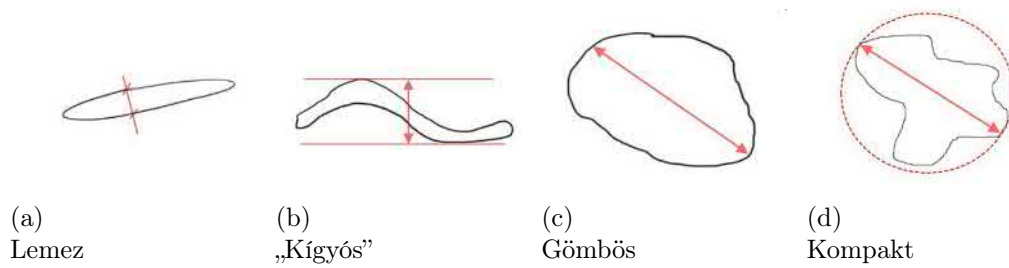 (a)
Lemez
(b)
„Kígyós”
(c)
Gömbös
(d)
Kompakt